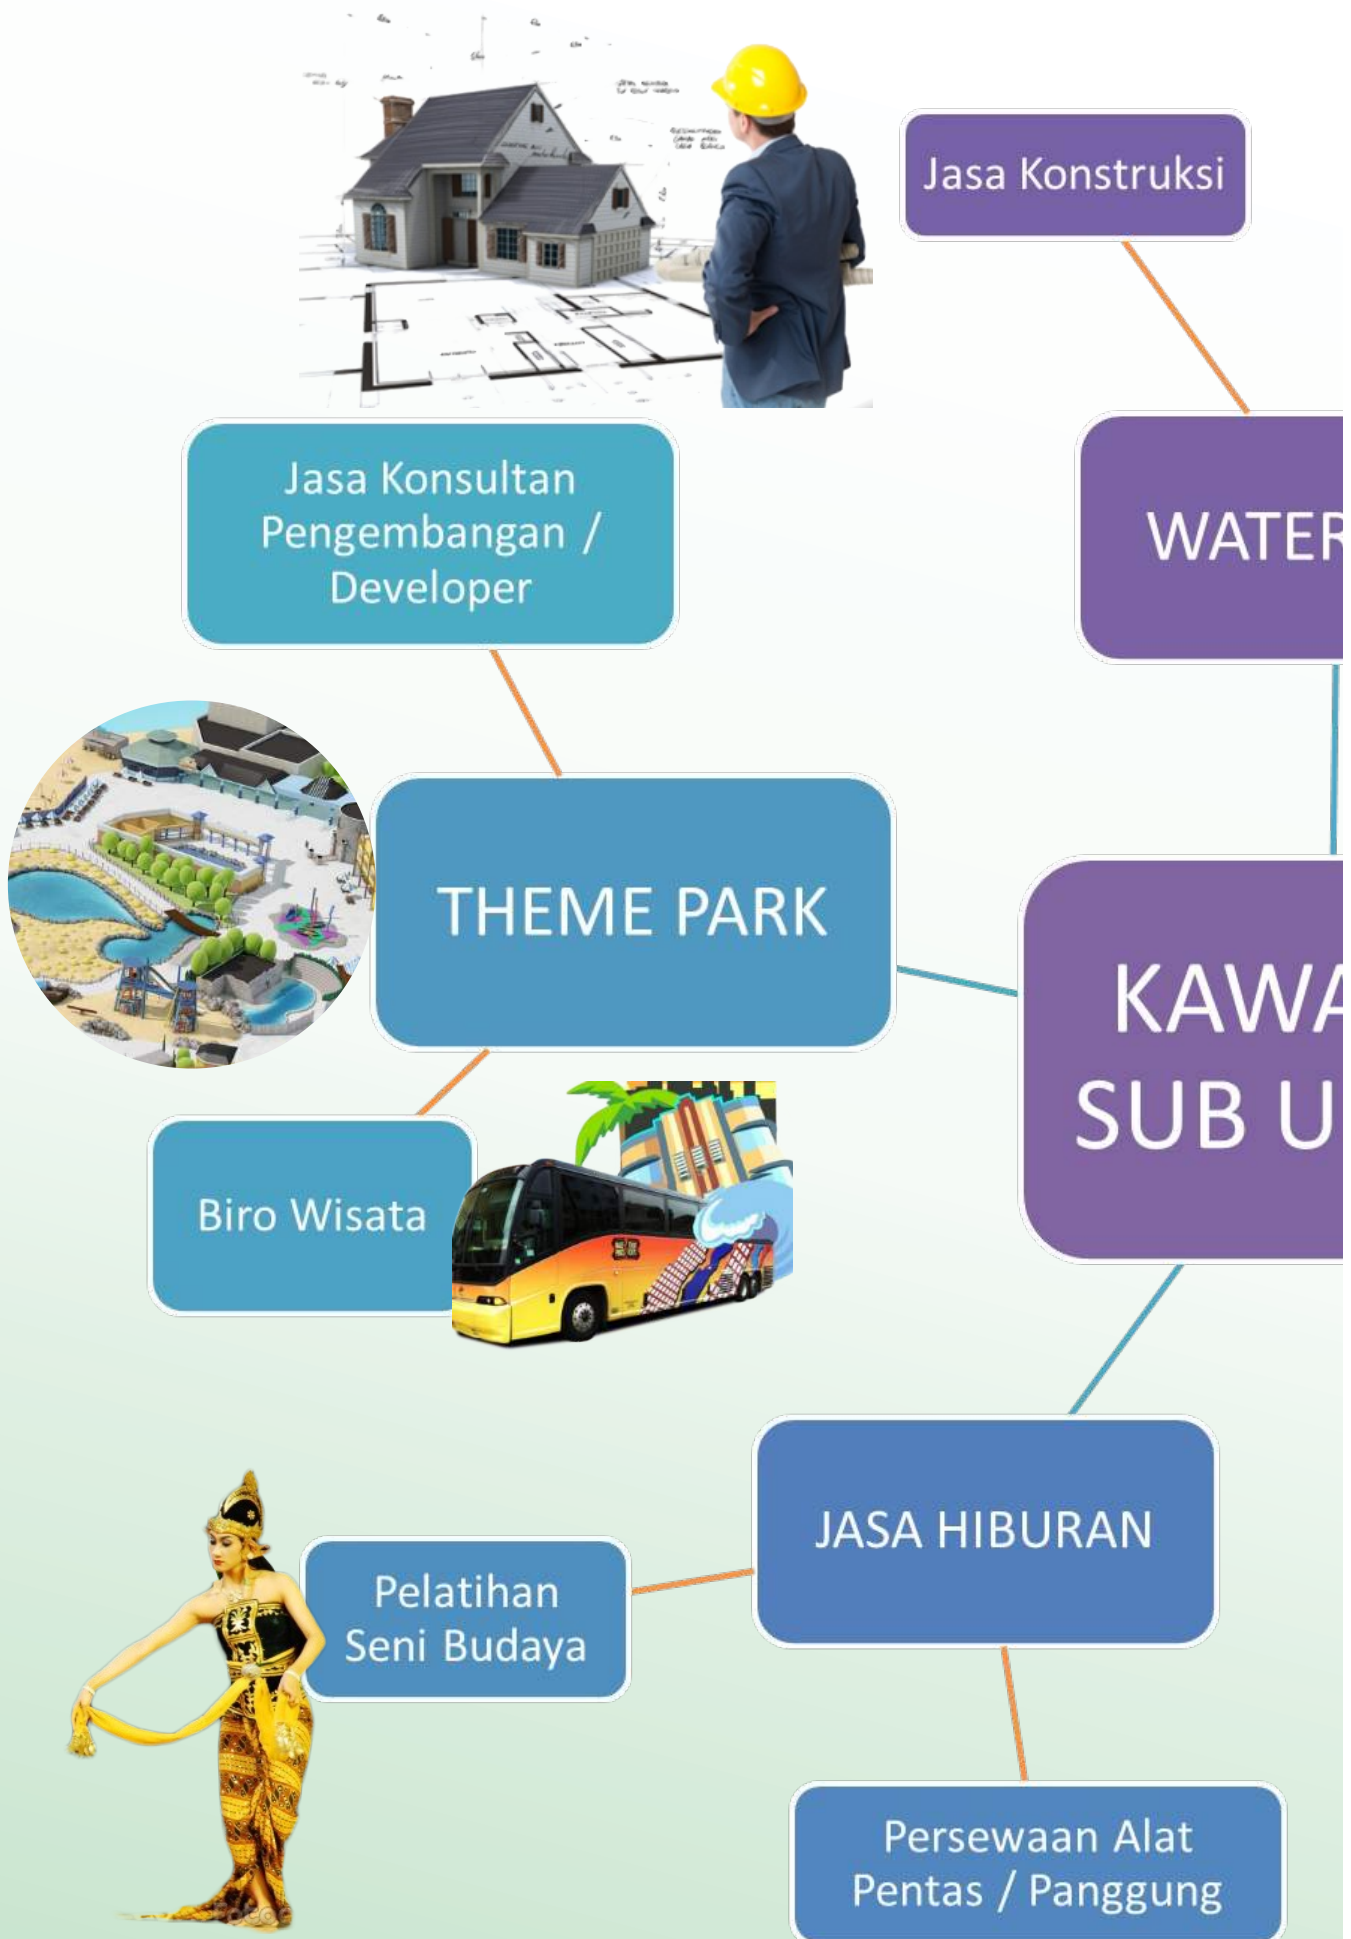 Jasa Konstruksi
Jasa Konsultan
Pengembangan /
Developer
WATER
THEME PARK
KAWA
SUB U
Biro Wisata
JASA HIBURAN
Pelatihan
Seni Budaya
Persewaan Alat
Pentas / Panggung